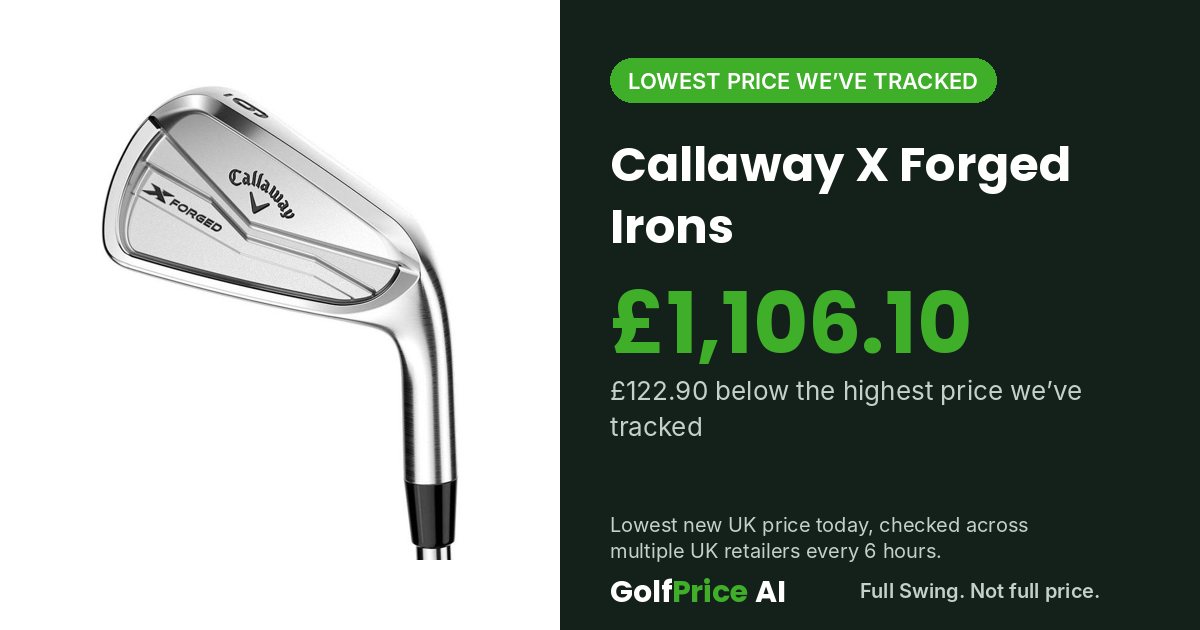 6
Callaway
X FORGED
LOWEST PRICE WE’VE TRACKED
Callaway X Forged
Irons
£1,106.10
£122.90 below the highest price we’ve
tracked
Lowest new UK price today, checked across
multiple UK retailers every 6 hours.
GolfPrice AI
Full Swing. Not full price.